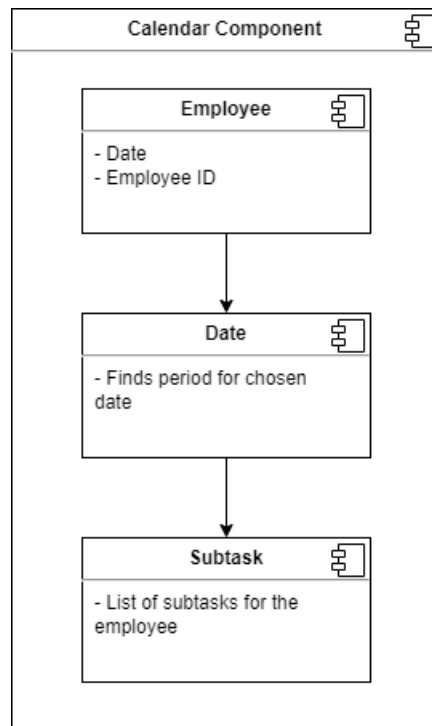 Calendar Component
Employee
- Date
- Employee ID
Date
- Finds period for chosen
date
Subtask
- List of subtasks for the
employee